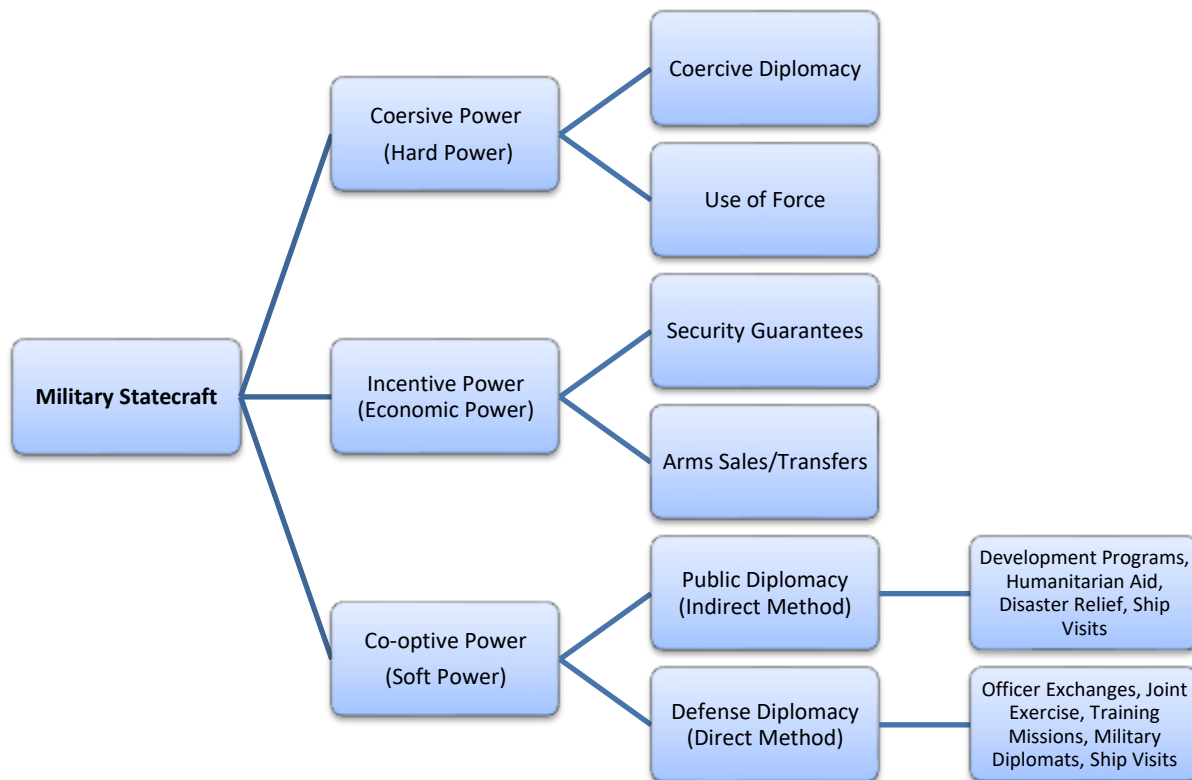 Military Statecraft
Coersive Power
(Hard Power)
Coercive Diplomacy
Use of Force
Incentive Power
(Economic Power)
Security Guarantees
Arms Sales/Transfers
Co-optive Power
(Soft Power)
Public Diplomacy
(Indirect Method)
Development Programs,
Humanitarian Aid,
Disaster Relief, Ship
Visits
Defense Diplomacy
(Direct Method)
Officer Exchanges, Joint
Exercise, Training
Missions, Military
Diplomats, Ship Visits